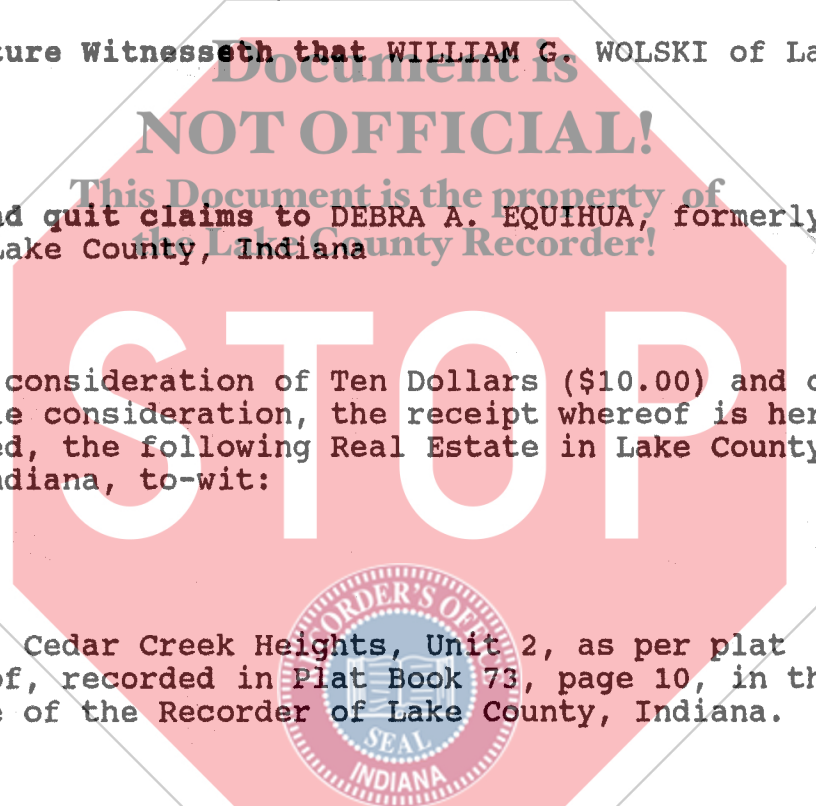 ture Witnesseth that WILLIAM G. WOLSKI of La
Document is
NOT OFFICIAL!
This Document is the property of
the Lake County Recorder!
d quit claims to DEBRA A. EQUIHUA, formerly
Lake County, Indiana
STOP
consideration of Ten Dollars ($10.00) and
e consideration, the receipt whereof is her
ed, the following Real Estate in Lake County
ndiana, to-wit:
Cedar Creek Heights, Unit 2, as per plat
of, recorded in Plat Book 73, page 10, in th
e of the Recorder of Lake County, Indiana.
RECORDER'S OFFICE
SEAL
INDIANA